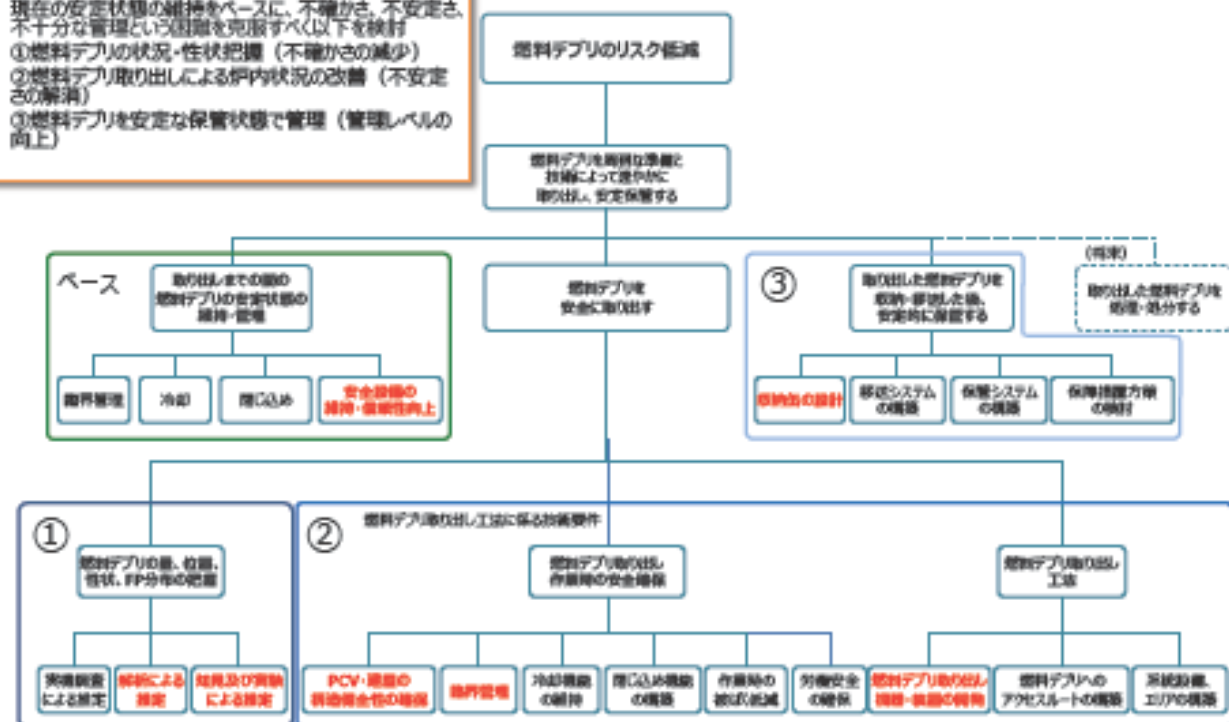 現在の安定状態の維持をベースに、不確かさ、不安定さ、
不十分な管理という困難を克服すべく以下を検討
①燃料デブリの状況・性状把握（不確かさの減少）
②燃料デブリ取り出しによる炉内状況の改善（不安定
さの解消）
③燃料デブリを安定な保管状態で管理（管理レベルの
向上）
燃料デブリのリスク低減
燃料デブリを周到な準備と
技術によって速やかに
取り出し、安定保管する
ベース
取り出しまでの間の
燃料デブリの安定状態の
維持・管理
臨界管理
冷却
閉じ込め
安全設備の
維持・信頼性向上
燃料デブリを
安全に取り出す
③
取り出した燃料デブリを
収納・移送した後、
安定的に保管する
収納缶の設計
移送システム
の構築
保管システム
の構築
保障措置方策
の検討
(将来)
取り出した燃料デブリを
処理・処分する
①
燃料デブリの量、位置、
性状、FP分布の把握
実機調査
による推定
解析による
推定
知見及び実験
による推定
②
燃料デブリ取り出し工法に係る技術要件
燃料デブリ取り出し
作業時の安全確保
PCV・建屋の
構造健全性の確保
臨界管理
冷却機能
の維持
閉じ込め機能
の構築
作業時の
被ばく低減
労働安全
の確保
燃料デブリ取り出し
工法
燃料デブリ取り出し
機器・装置の開発
燃料デブリへの
アクセスルートの構築
系統設備、
エリアの構築